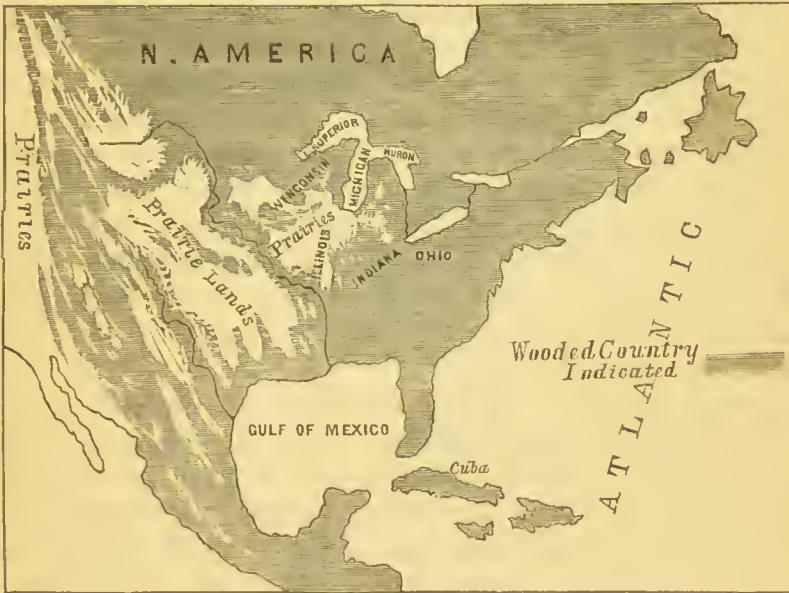 N. AMERICA
Prairies
SUPERIOR
HURON
MICHIGAN
WISCONSIN
Prairie Lands
Prairies
ILLINOIS
INDIANA
OHIO
ATLANTIC
Wooded Country
Indicated
GULF OF MEXICO
Cuba